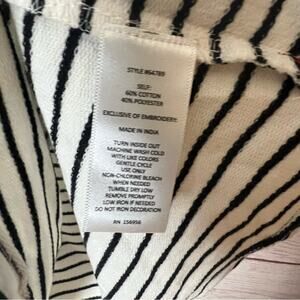 STYLE #64789
SELF:
60% COTTON
40% POLYESTER
EXCLUSIVE OF EMBROIDERY
MADE IN INDIA
TURN INSIDE OUT
MACHINE WASH COLD
WITH LIKE COLORS
GENTLE CYCLE
USE ONLY
NON-CHLORINE BLEACH
WHEN NEEDED
TUMBLE DRY LOW
REMOVE PROMPTLY
LOW IRON IF NEEDED
DO NOT IRON DECORATION
RN 156956